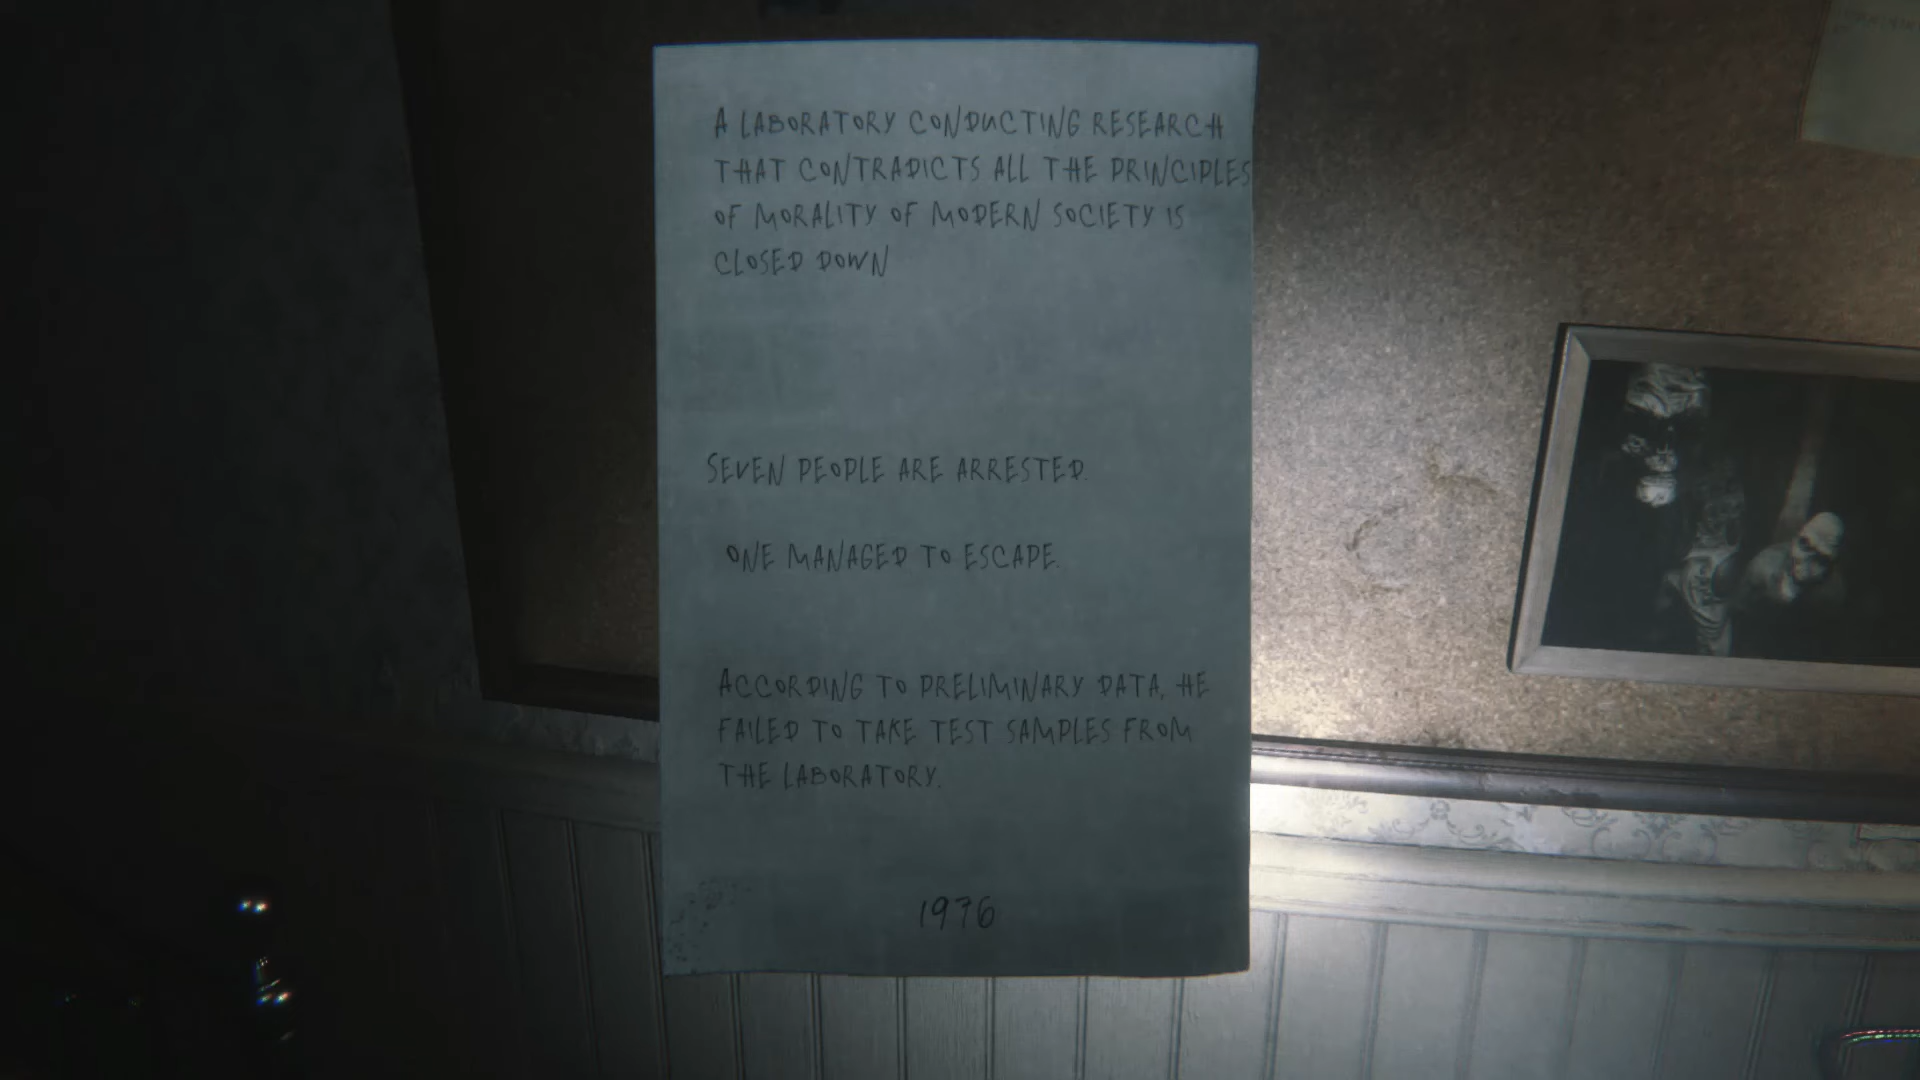 A LABORATORY CONDUCTING RESEARCH
THAT CONTRADICTS ALL THE PRINCIPLES
OF MORALITY OF MODERN SOCIETY IS
CLOSED DOWN
SEVEN PEOPLE ARE ARRESTED.
ONE MANAGED TO ESCAPE.
ACCORDING TO PRELIMINARY DATA, HE
FAILED TO TAKE TEST SAMPLES FROM
THE LABORATORY.
1976